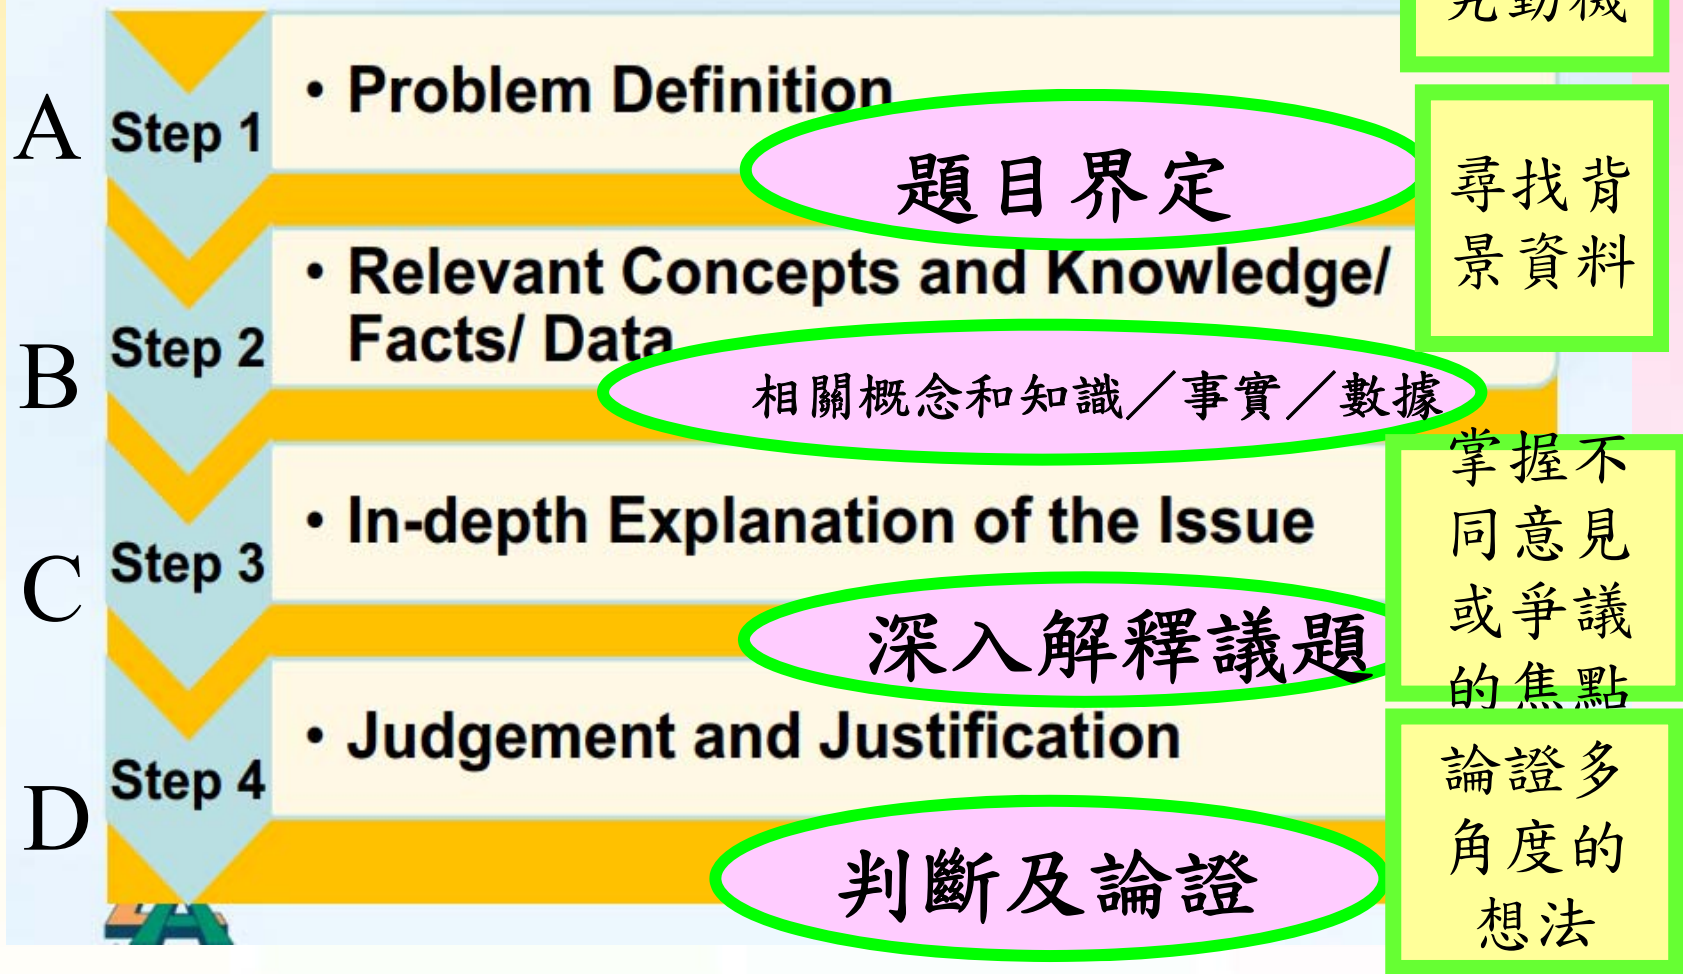 究動機
A
Step 1
• Problem Definition
題目界定
尋找背
景資料
B
Step 2
• Relevant Concepts and Knowledge/
Facts/ Data
相關概念和知識／事實／數據
C
Step 3
• In-depth Explanation of the Issue
深入解釋議題
掌握不
同意見
或爭議
的焦點
D
Step 4
• Judgement and Justification
判斷及論證
論證多
角度的
想法